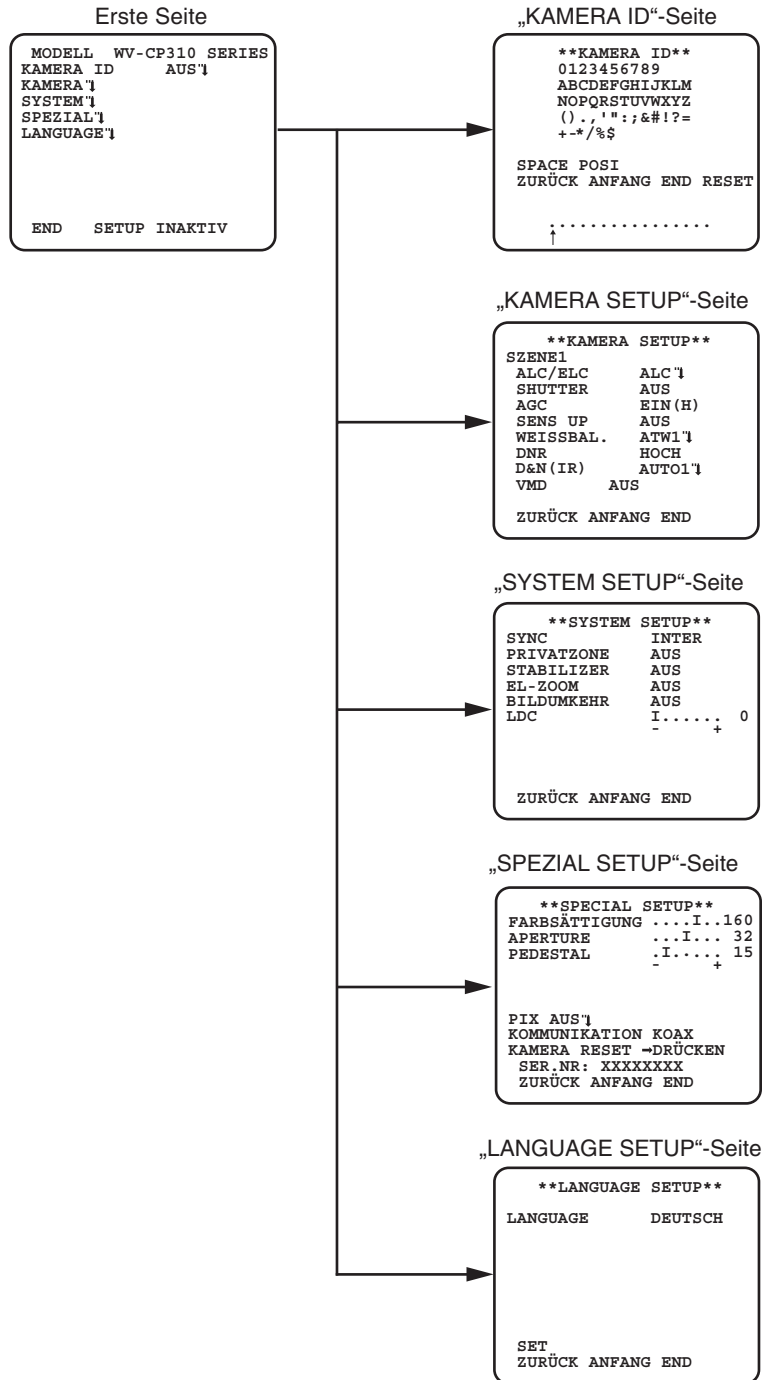 Erste Seite
MODELL WV-CP310 SERIES
KAMERA ID AUS
KAMERA
SYSTEM
SPEZIAL
LANGUAGE
END SETUP INAKTIV
„KAMERA ID“-Seite
**KAMERA ID**
0123456789
ABCDEFGHIJKLM
NOPQRSTUVWXYZ
().,'":;&#!?=
+-*/%$
SPACE POSI
ZURÜCK ANFANG END RESET
................
↑
„KAMERA SETUP“-Seite
**KAMERA SETUP**
SZENE1
ALC/ELC ALC
SHUTTER AUS
AGC EIN(H)
SENS UP AUS
WEISSBAL. ATW1
DNR HOCH
D&N(IR) AUTO1
VMD AUS
ZURÜCK ANFANG END
„SYSTEM SETUP“-Seite
**SYSTEM SETUP**
SYNC INTER
PRIVATZONE AUS
STABILIZER AUS
EL-ZOOM AUS
BILDUMKEHR AUS
LDC I...... 0
- +
ZURÜCK ANFANG END
„SPEZIAL SETUP“-Seite
**SPECIAL SETUP**
FARBSÄTTIGUNG ....I..160
APERTURE ...I... 32
PEDESTAL .I..... 15
- +
PIX AUS
KOMMUNIKATION KOAX
KAMERA RESET →DRÜCKEN
SER.NR: XXXXXXXX
ZURÜCK ANFANG END
„LANGUAGE SETUP“-Seite
**LANGUAGE SETUP**
LANGUAGE DEUTSCH
SET
ZURÜCK ANFANG END